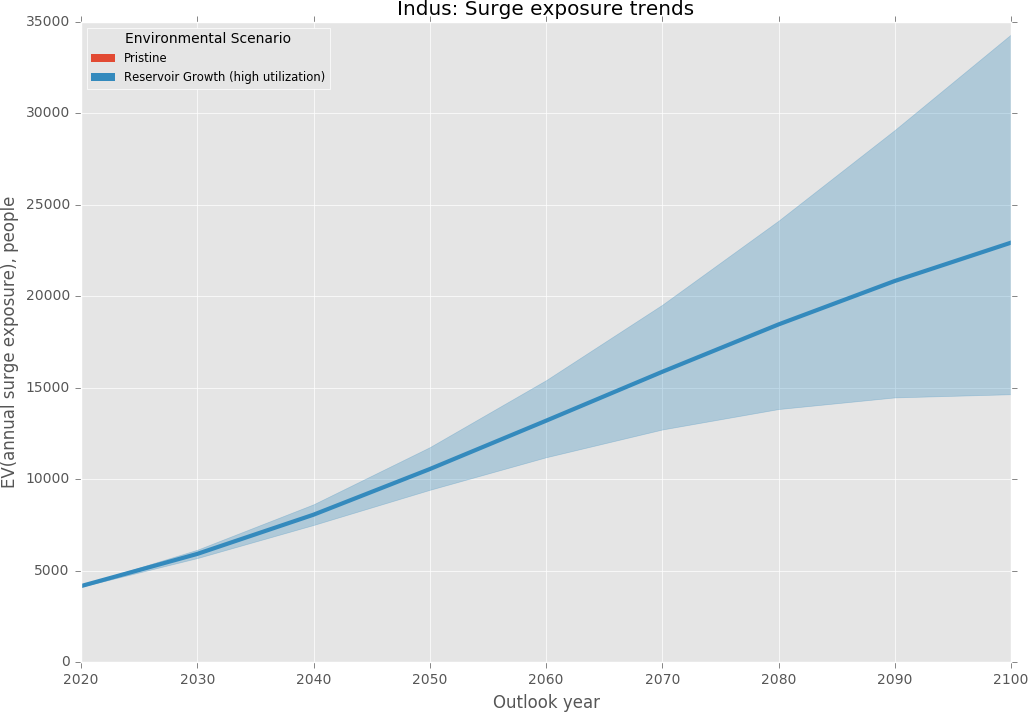 Indus: Surge exposure trends
35000
Environmental Scenario
Pristine
Reservoir Growth (high utilization)
30000
25000
20000
15000
10000
5000
0
EV(annual surge exposure), people
2020 2030 2040 2050 2060 2070 2080 2090 2100
Outlook year